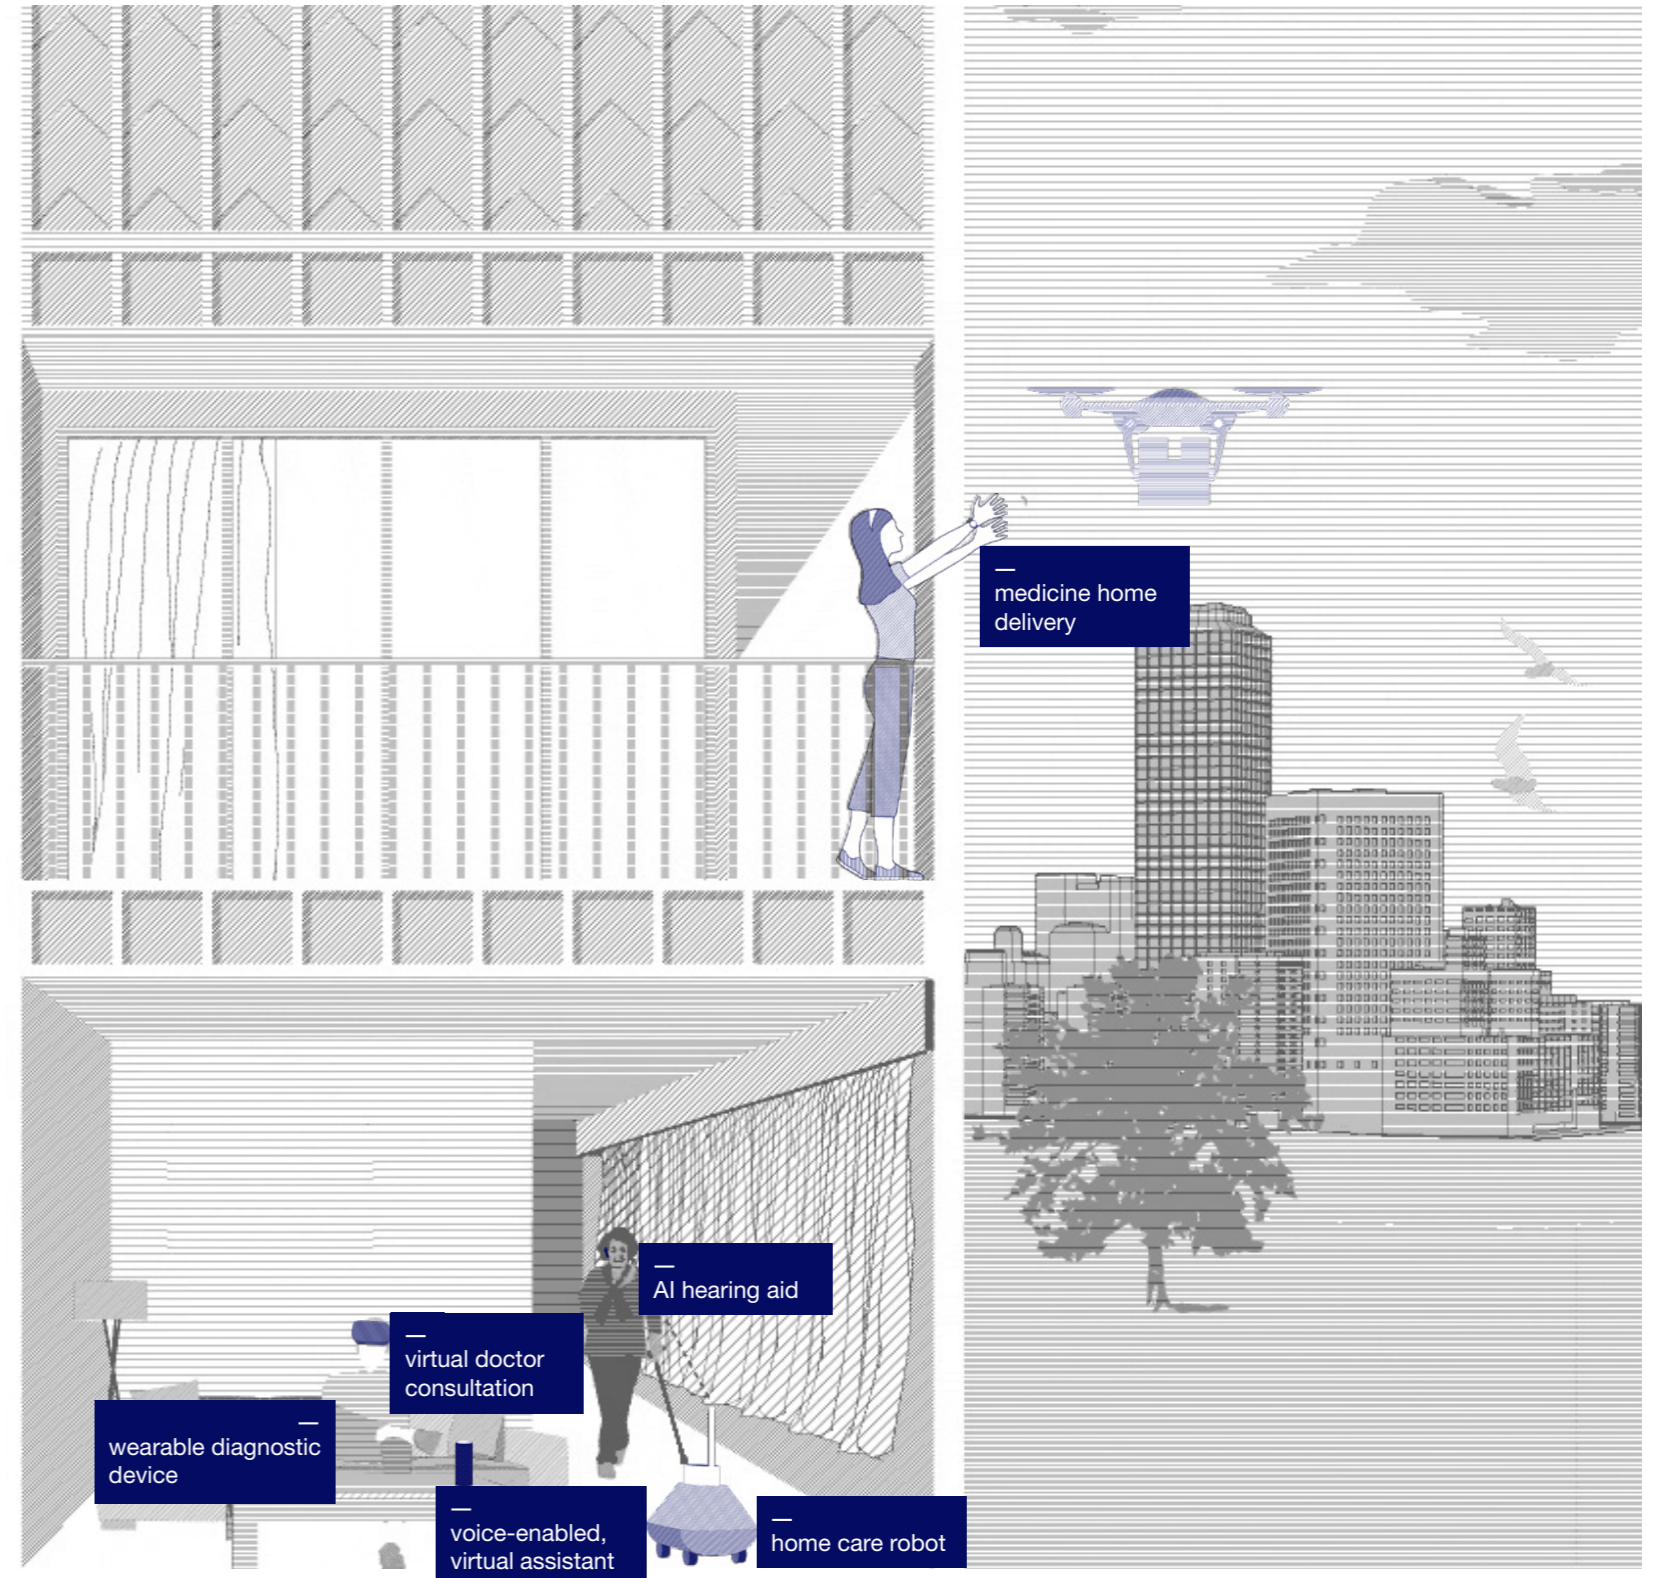 medicine home
delivery
AI hearing aid
virtual doctor
consultation
wearable diagnostic
device
voice-enabled,
virtual assistant
home care robot